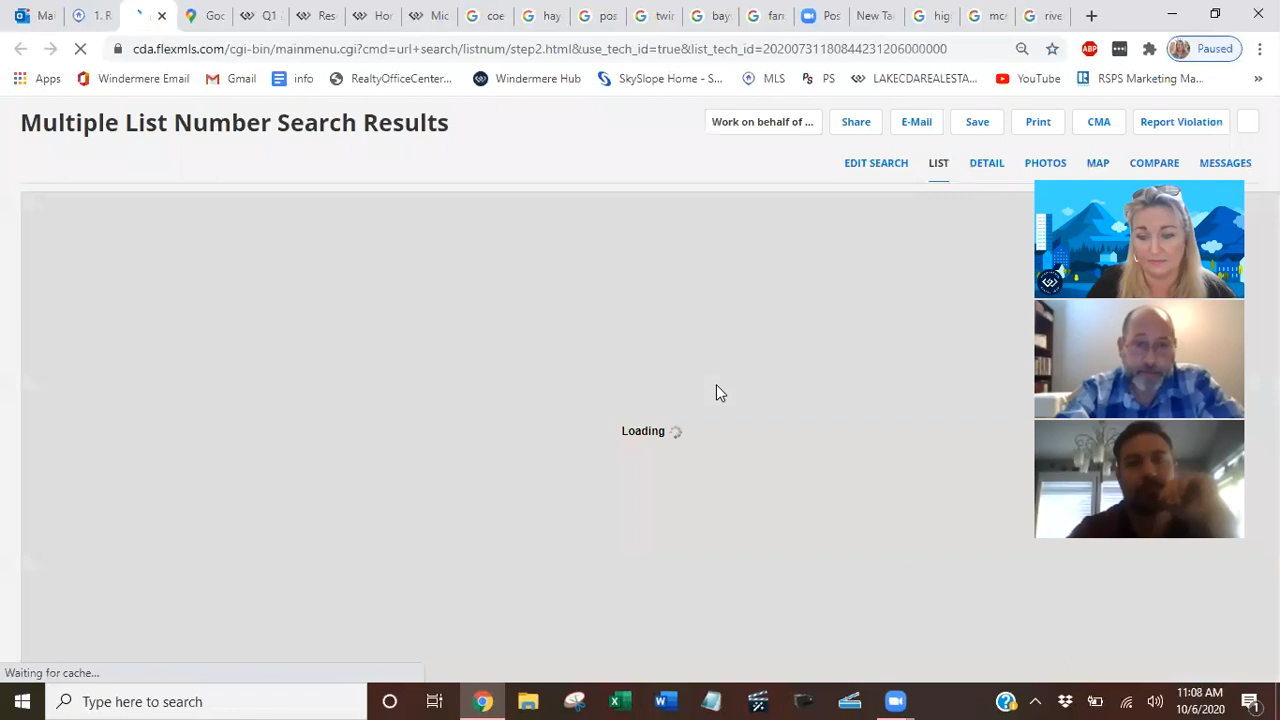 Mai
1. R
Goo
Q1
Res
Hor
Mic
coe
hay
pos
twir
bay
farr
Pos
New Ta
hig
mc
rive
cda.flexmls.com/cgi-bin/mainmenu.cgi?cmd=url+search/listnum/step2.html&use_tech_id=true&list_tech_id=20200731180844231206000000
ABP
Paused
Apps
Windermere Email
Gmail
info
RealtyOfficeCenter...
Windermere Hub
SkySlope Home - S...
MLS
PS
LAKECDAREALESTA...
YouTube
RSPS Marketing Ma...
»
Multiple List Number Search Results
Work on behalf of ...
Share
E-Mail
Save
Print
CMA
Report Violation
EDIT SEARCH
LIST
DETAIL
PHOTOS
MAP
COMPARE
MESSAGES
Loading
Waiting for cache...
Type here to search
11:08 AM
10/6/2020